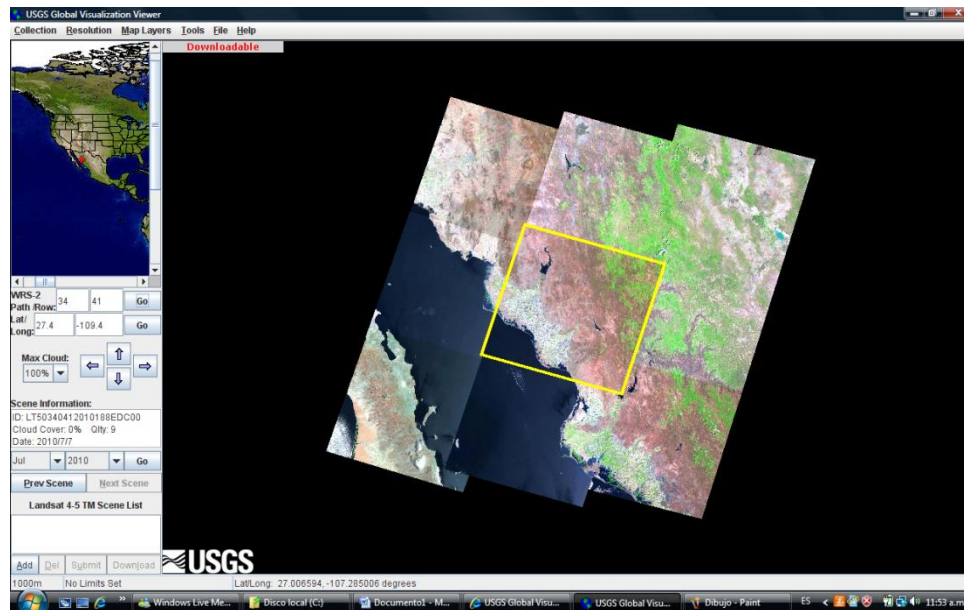 USGS Global Visualization Viewer
Collection Resolution Map Layers Tools File Help
Downloadable
WRS-2
Path /Row: 34 41 Go
Lat/
Long: 27.4 -109.4 Go
Max Cloud:
100%
Scene Information:
ID: LT50340412010188EDC00
Cloud Cover: 0% Qlty: 9
Date: 2010/7/7
Jul 2010 Go
Prev Scene Next Scene
Landsat 4-5 TM Scene List
Add Del Submit Download
USGS
1000m No Limits Set Lat/Long: 27.006594, -107.285006 degrees
Windows Live Me... Disco local (C:) Documento1 - M... USGS Global Visu... USGS Global Visu... Dibujo - Paint ES 11:53 a.m.